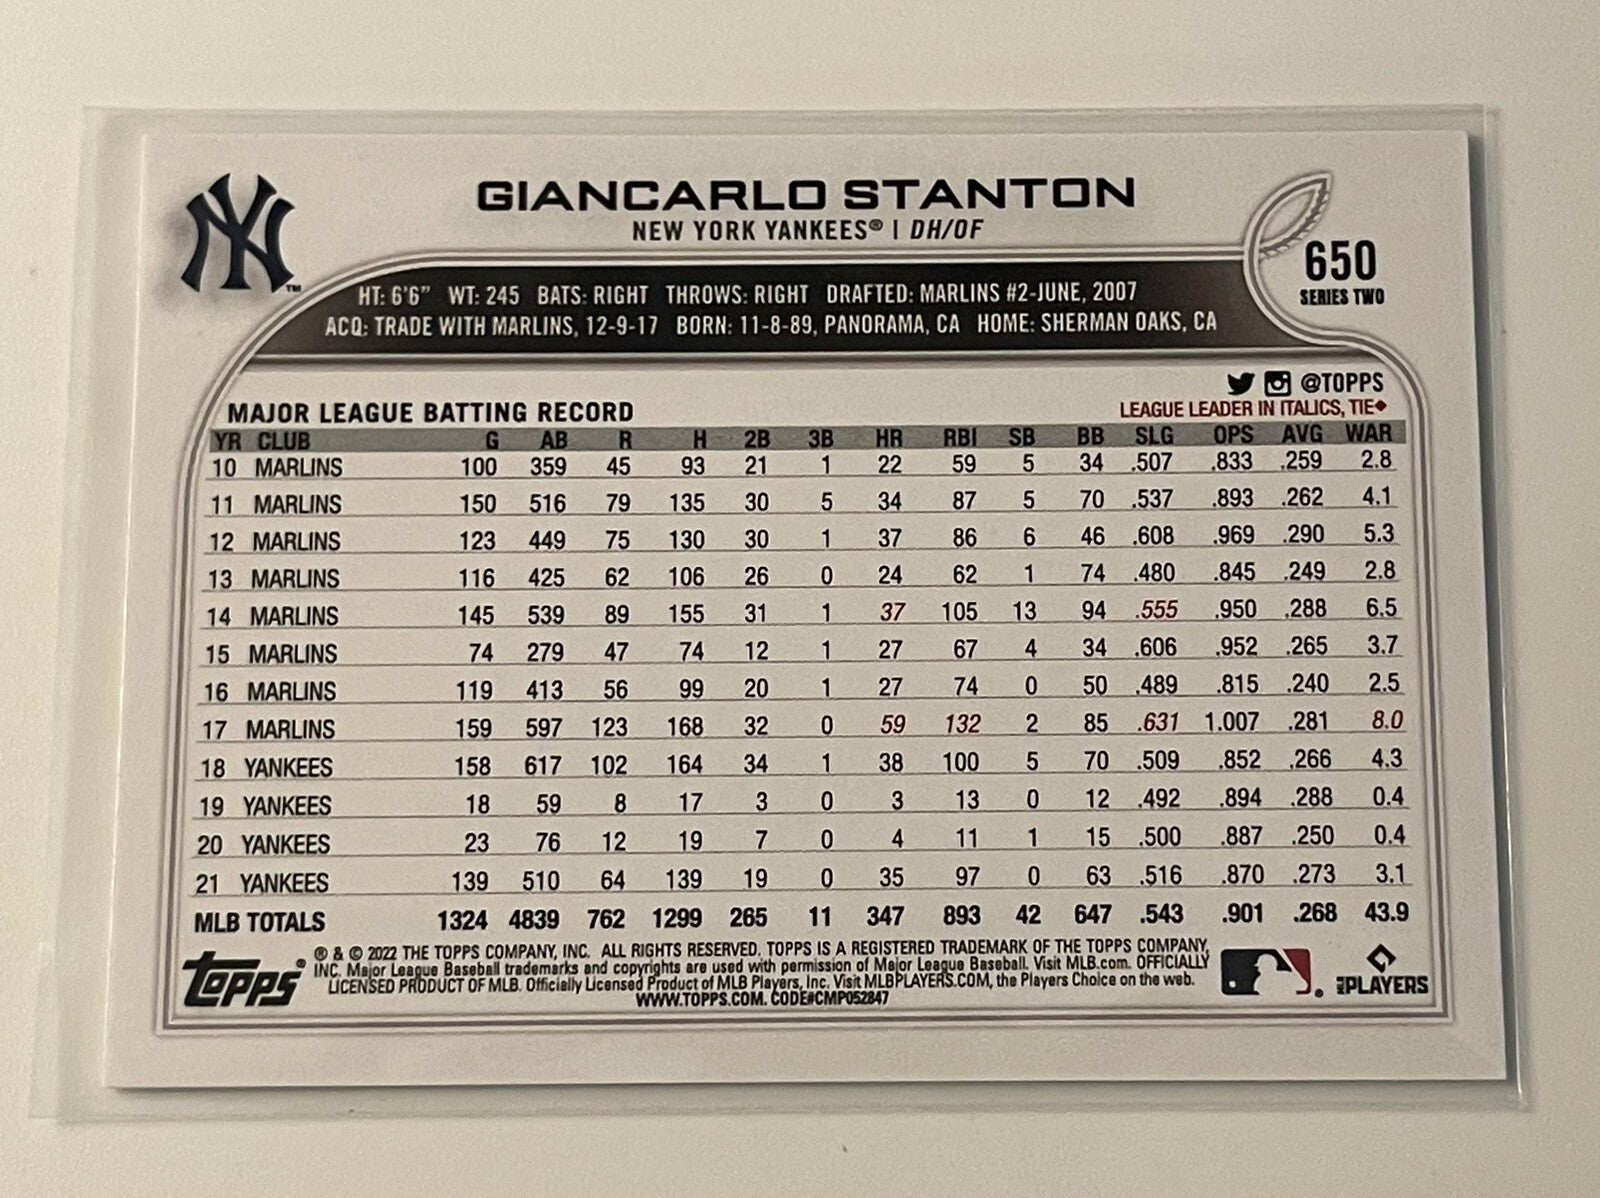 GIANCARLO STANTON
NEW YORK YANKEES® | DH/OF
NY
™
650
SERIES TWO
HT: 6'6" WT: 245 BATS: RIGHT THROWS: RIGHT DRAFTED: MARLINS #2-JUNE, 2007
ACQ: TRADE WITH MARLINS, 12-9-17 BORN: 11-8-89, PANORAMA, CA HOME: SHERMAN OAKS, CA
@TOPPS
MAJOR LEAGUE BATTING RECORD
LEAGUE LEADER IN ITALICS, TIE◆
YR CLUB G AB R H 2B 3B HR RBI SB BB SLG OPS AVG WAR
10 MARLINS 100 359 45 93 21 1 22 59 5 34 .507 .833 .259 2.8
11 MARLINS 150 516 79 135 30 5 34 87 5 70 .537 .893 .262 4.1
12 MARLINS 123 449 75 130 30 1 37 86 6 46 .608 .969 .290 5.3
13 MARLINS 116 425 62 106 26 0 24 62 1 74 .480 .845 .249 2.8
14 MARLINS 145 539 89 155 31 1 37 105 13 94 .555 .950 .288 6.5
15 MARLINS 74 279 47 74 12 1 27 67 4 34 .606 .952 .265 3.7
16 MARLINS 119 413 56 99 20 1 27 74 0 50 .489 .815 .240 2.5
17 MARLINS 159 597 123 168 32 0 59 132 2 85 .631 1.007 .281 8.0
18 YANKEES 158 617 102 164 34 1 38 100 5 70 .509 .852 .266 4.3
19 YANKEES 18 59 8 17 3 0 3 13 0 12 .492 .894 .288 0.4
20 YANKEES 23 76 12 19 7 0 4 11 1 15 .500 .887 .250 0.4
21 YANKEES 139 510 64 139 19 0 35 97 0 63 .516 .870 .273 3.1
MLB TOTALS 1324 4839 762 1299 265 11 347 893 42 647 .543 .901 .268 43.9
TOPPS®
® & © 2022 THE TOPPS COMPANY, INC. ALL RIGHTS RESERVED. TOPPS IS A REGISTERED TRADEMARK OF THE TOPPS COMPANY,
INC. Major League Baseball trademarks and copyrights are used with permission of Major League Baseball. Visit MLB.com. OFFICIALLY
LICENSED PRODUCT OF MLB. Officially Licensed Product of MLB Players, Inc. Visit MLBPLAYERS.COM, the Players Choice on the web.
WWW.TOPPS.COM. CODE#CMP052847
MLB PLAYERS